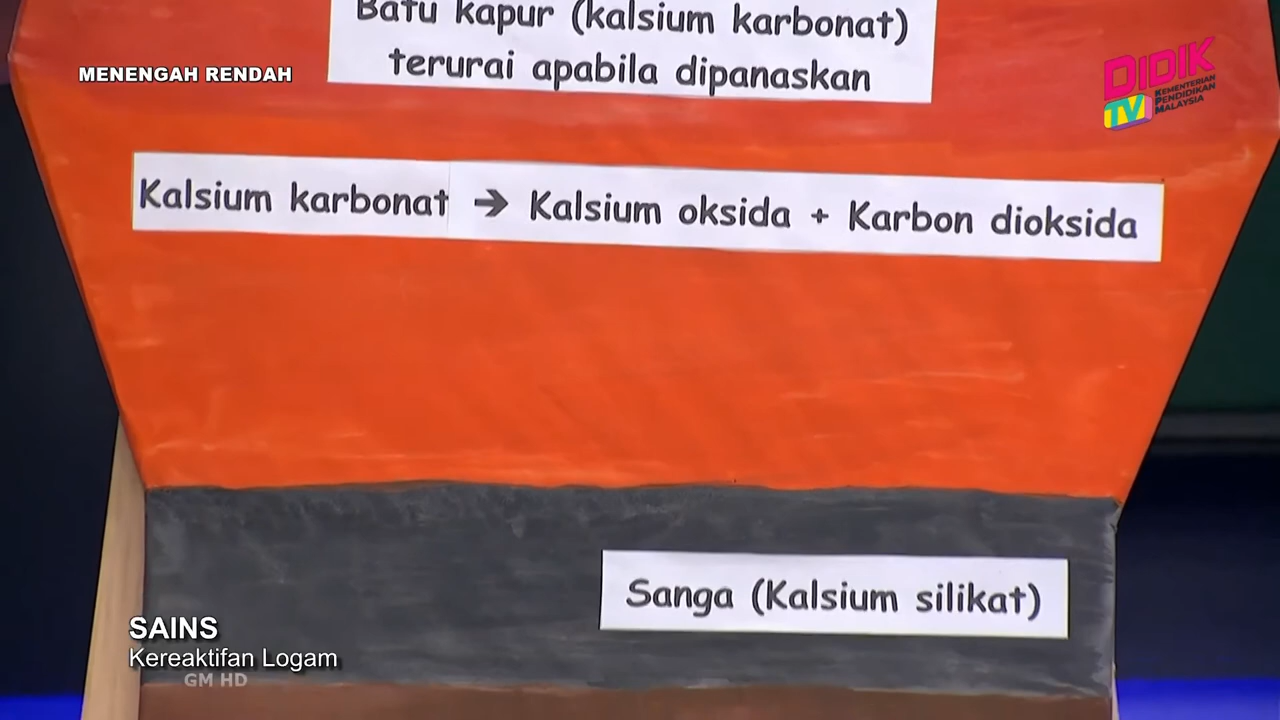 Batu kapur (kalsium karbonat)
terurai apabila dipanaskan
MENENGAH RENDAH
DIDIK
TV
KEMENTERIAN
PENDIDIKAN
MALAYSIA
Kalsium karbonat ➔ Kalsium oksida + Karbon dioksida
Sanga (Kalsium silikat)
SAINS
Kereaktifan Logam
GM HD